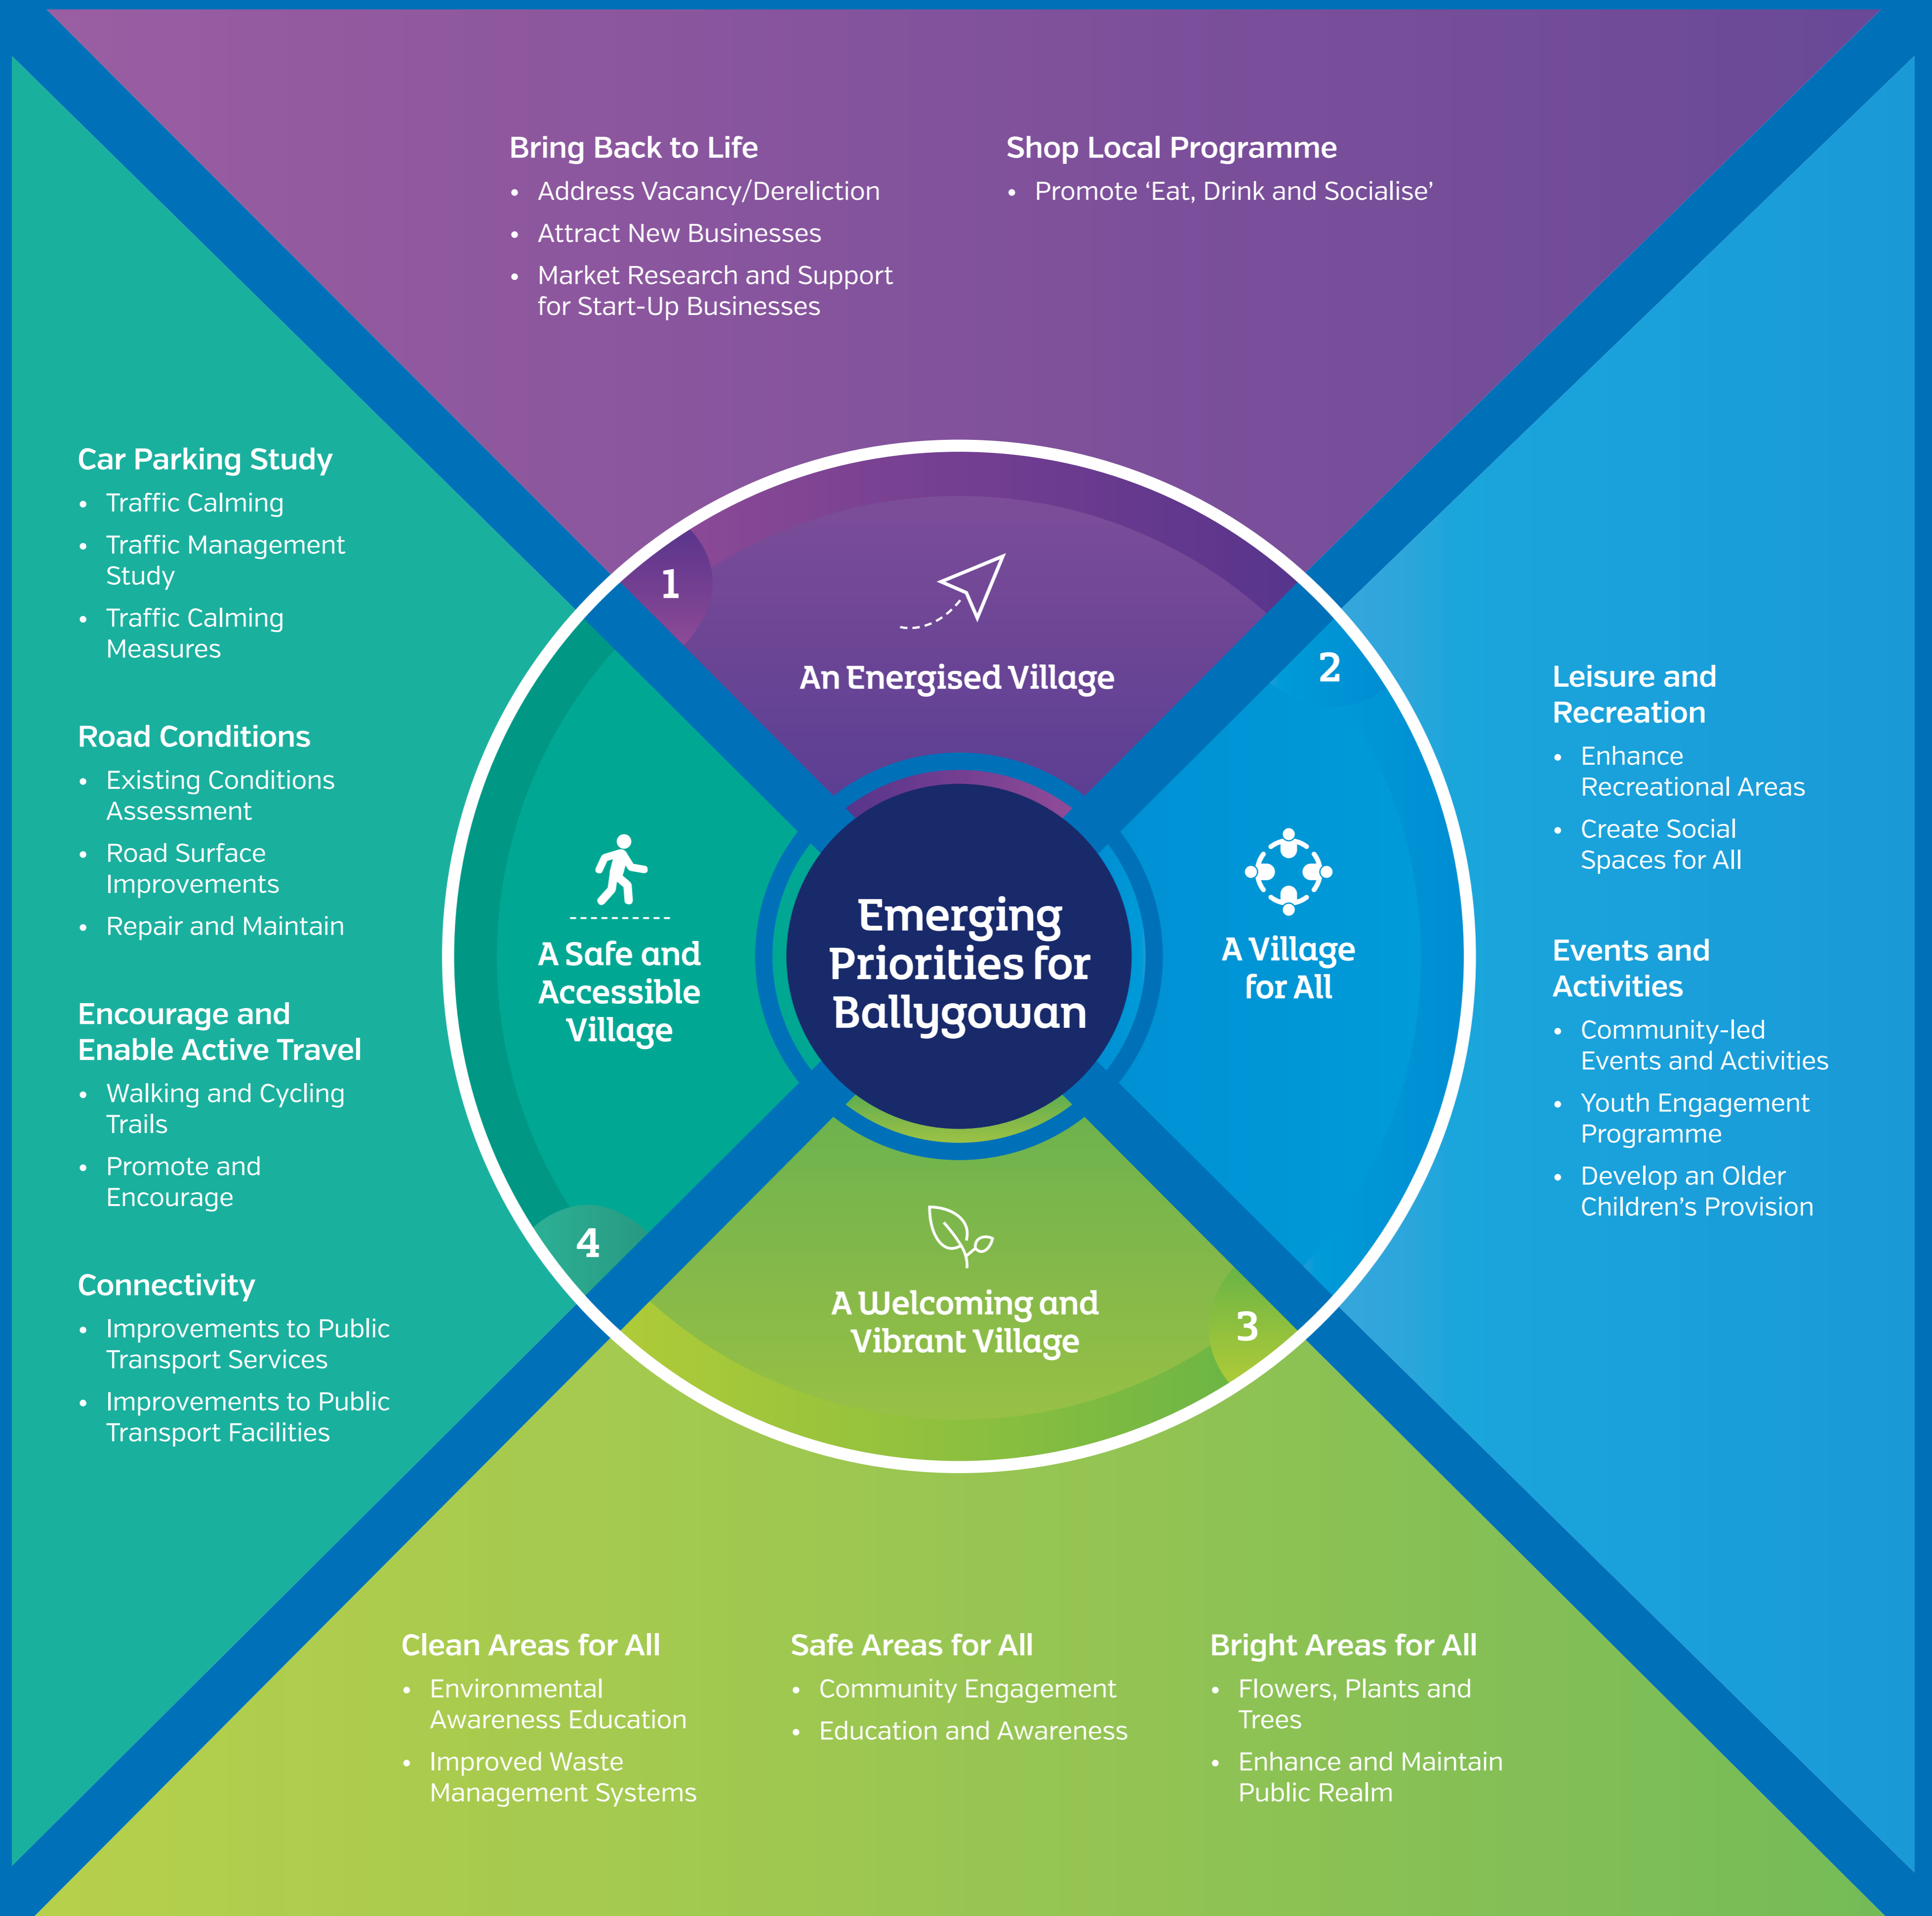 Bring Back to Life
• Address Vacancy/Dereliction
• Attract New Businesses
• Market Research and Support
for Start-Up Businesses
Shop Local Programme
• Promote ‘Eat, Drink and Socialise’
1
An Energised Village
2
A Village
for All
Leisure and
Recreation
• Enhance
Recreational Areas
• Create Social
Spaces for All
Events and
Activities
• Community-led
Events and Activities
• Youth Engagement
Programme
• Develop an Older
Children’s Provision
Emerging
Priorities for
Ballygowan
3
A Welcoming and
Vibrant Village
Clean Areas for All
• Environmental
Awareness Education
• Improved Waste
Management Systems
Safe Areas for All
• Community Engagement
• Education and Awareness
Bright Areas for All
• Flowers, Plants and
Trees
• Enhance and Maintain
Public Realm
4
A Safe and
Accessible
Village
Car Parking Study
• Traffic Calming
• Traffic Management
Study
• Traffic Calming
Measures
Road Conditions
• Existing Conditions
Assessment
• Road Surface
Improvements
• Repair and Maintain
Encourage and
Enable Active Travel
• Walking and Cycling
Trails
• Promote and
Encourage
Connectivity
• Improvements to Public
Transport Services
• Improvements to Public
Transport Facilities